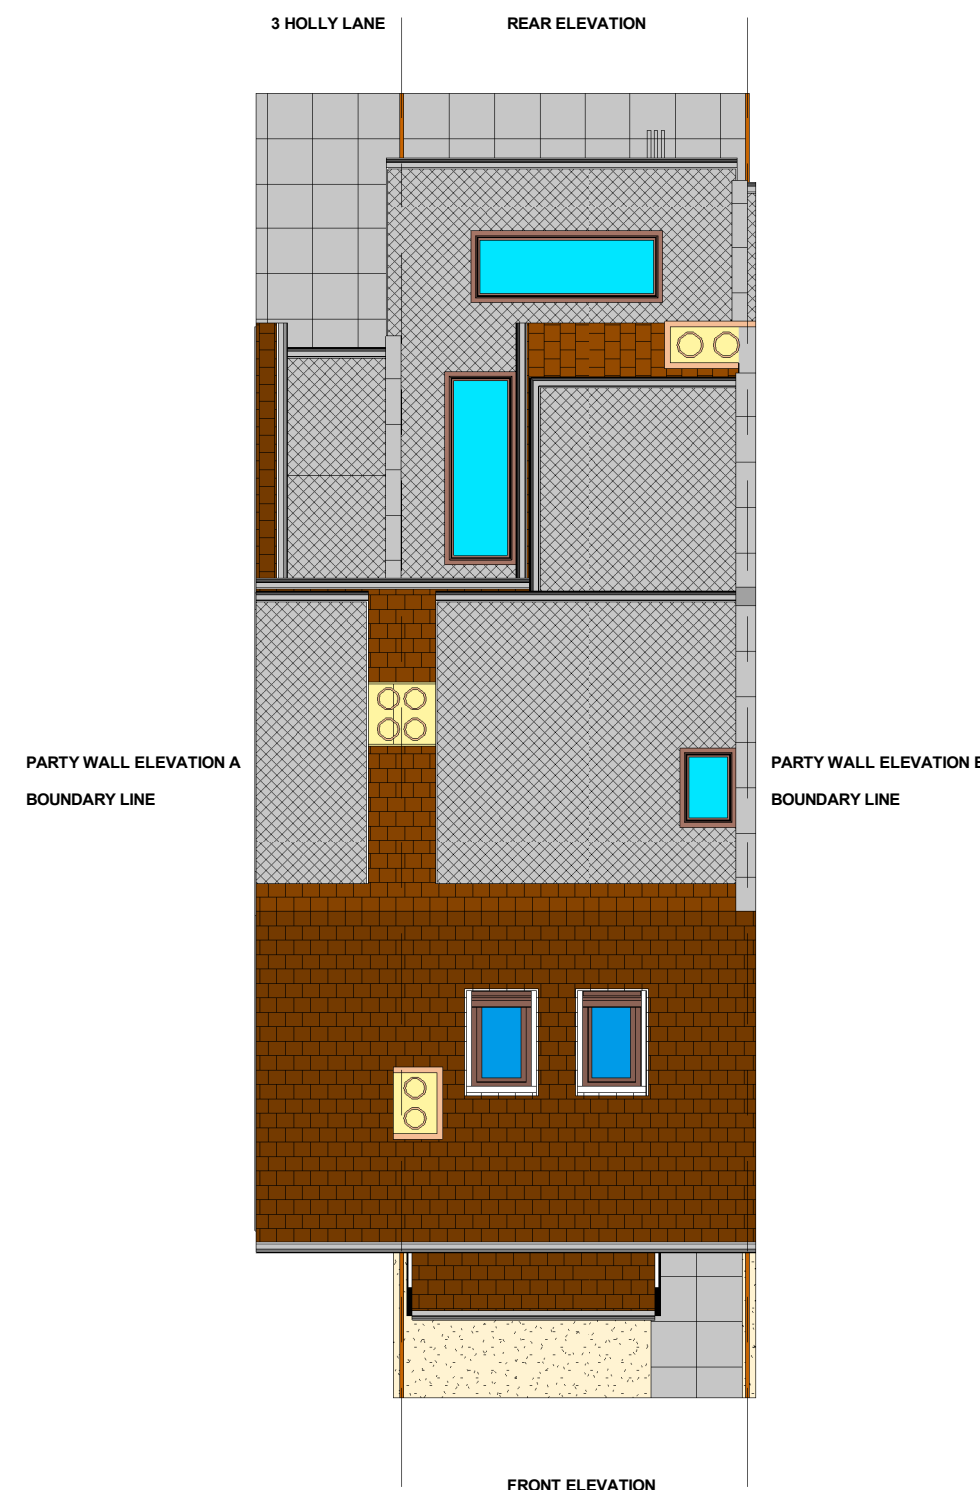 3 HOLLY LANE
REAR ELEVATION
PARTY WALL ELEVATION A
BOUNDARY LINE
PARTY WALL ELEVATION
BOUNDARY LINE
FRONT ELEVATION